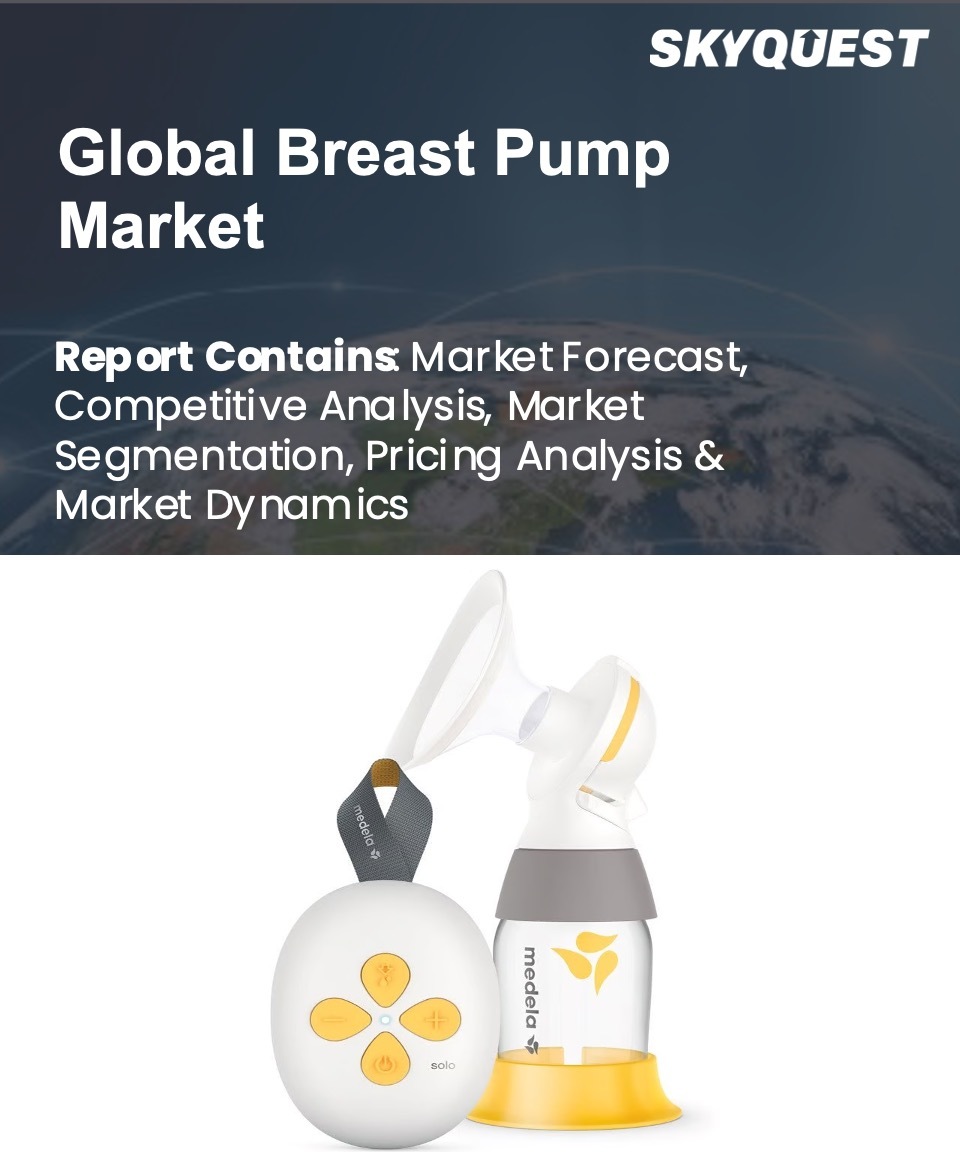 SKYQUEST
Global Breast Pump
Market
Report Contains: Market Forecast,
Competitive Analysis, Market
Segmentation, Pricing Analysis &
Market Dynamics
medela
medela
solo